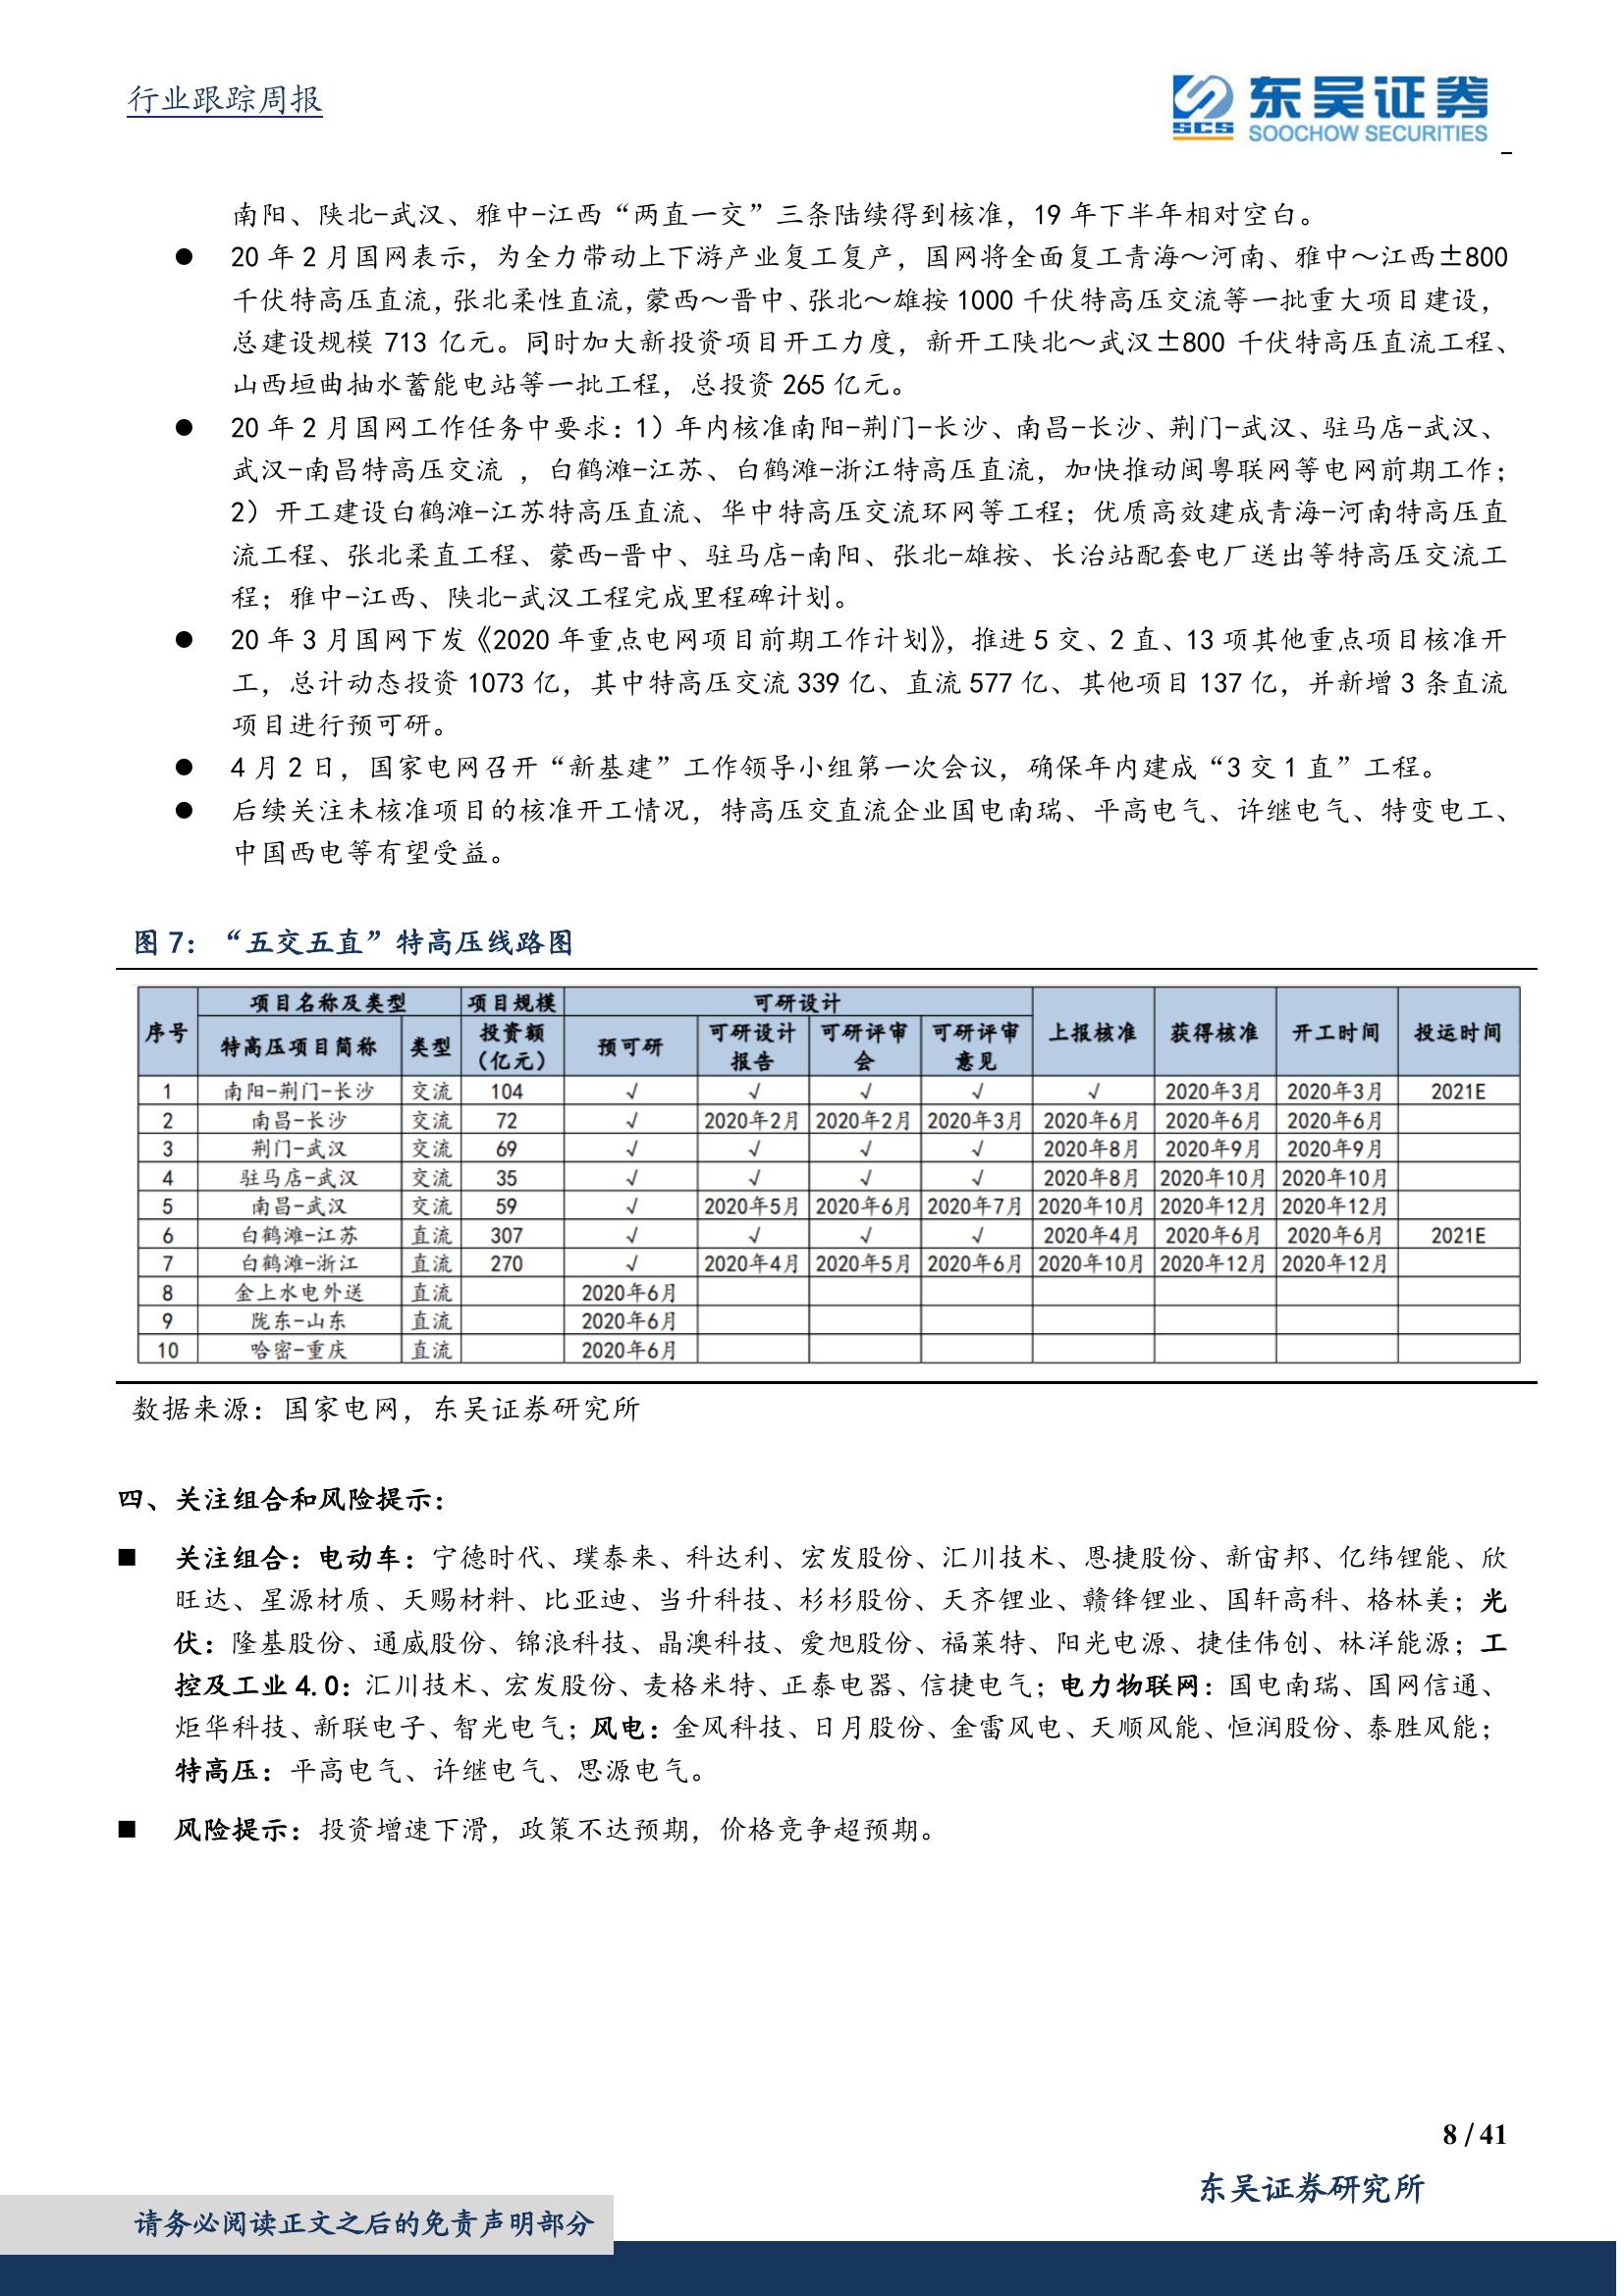 行业跟踪周报
东吴证券
SCS
SOOCHOW SECURITIES
南阳、陕北-武汉、雅中-江西“两直一交”三条陆续得到核准，19 年下半年相对空白。
● 20 年 2 月国网表示，为全力带动上下游产业复工复产，国网将全面复工青海～河南、雅中～江西±800
千伏特高压直流，张北柔性直流，蒙西～晋中、张北～雄按 1000 千伏特高压交流等一批重大项目建设，
总建设规模 713 亿元。同时加大新投资项目开工力度，新开工陕北～武汉±800 千伏特高压直流工程、
山西垣曲抽水蓄能电站等一批工程，总投资 265 亿元。
● 20 年 2 月国网工作任务中要求：1）年内核准南阳-荆门-长沙、南昌-长沙、荆门-武汉、驻马店-武汉、
武汉-南昌特高压交流 ，白鹤滩-江苏、白鹤滩-浙江特高压直流，加快推动闽粤联网等电网前期工作；
2）开工建设白鹤滩-江苏特高压直流、华中特高压交流环网等工程；优质高效建成青海-河南特高压直
流工程、张北柔直工程、蒙西-晋中、驻马店-南阳、张北-雄按、长治站配套电厂送出等特高压交流工
程；雅中-江西、陕北-武汉工程完成里程碑计划。
● 20 年 3 月国网下发《2020 年重点电网项目前期工作计划》，推进 5 交、2 直、13 项其他重点项目核准开
工，总计动态投资 1073 亿，其中特高压交流 339 亿、直流 577 亿、其他项目 137 亿，并新增 3 条直流
项目进行预可研。
● 4 月 2 日，国家电网召开“新基建”工作领导小组第一次会议，确保年内建成“3 交 1 直”工程。
● 后续关注未核准项目的核准开工情况，特高压交直流企业国电南瑞、平高电气、许继电气、特变电工、
中国西电等有望受益。
图 7：“五交五直”特高压线路图
序号 项目名称及类型 项目规模 可研设计 上报核准 获得核准 开工时间 投运时间
特高压项目简称 类型 投资额（亿元） 预可研 可研设计报告 可研评审会 可研评审意见
1 南阳-荆门-长沙 交流 104 √ √ √ √ √ 2020年3月 2020年3月 2021E
2 南昌-长沙 交流 72 √ 2020年2月 2020年2月 2020年3月 2020年6月 2020年6月 2020年6月
3 荆门-武汉 交流 69 √ √ √ √ 2020年8月 2020年9月 2020年9月
4 驻马店-武汉 交流 35 √ √ √ √ 2020年8月 2020年10月 2020年10月
5 南昌-武汉 交流 59 √ 2020年5月 2020年6月 2020年7月 2020年10月 2020年12月 2020年12月
6 白鹤滩-江苏 直流 307 √ √ √ √ 2020年4月 2020年6月 2020年6月 2021E
7 白鹤滩-浙江 直流 270 √ 2020年4月 2020年5月 2020年6月 2020年10月 2020年12月 2020年12月
8 金上水电外送 直流 2020年6月
9 陇东-山东 直流 2020年6月
10 哈密-重庆 直流 2020年6月
数据来源：国家电网，东吴证券研究所
四、关注组合和风险提示：
■ 关注组合：电动车：宁德时代、璞泰来、科达利、宏发股份、汇川技术、恩捷股份、新宙邦、亿纬锂能、欣
旺达、星源材质、天赐材料、比亚迪、当升科技、杉杉股份、天齐锂业、赣锋锂业、国轩高科、格林美；光
伏：隆基股份、通威股份、锦浪科技、晶澳科技、爱旭股份、福莱特、阳光电源、捷佳伟创、林洋能源；工
控及工业 4.0：汇川技术、宏发股份、麦格米特、正泰电器、信捷电气；电力物联网：国电南瑞、国网信通、
炬华科技、新联电子、智光电气；风电：金风科技、日月股份、金雷风电、天顺风能、恒润股份、泰胜风能；
特高压：平高电气、许继电气、思源电气。
■ 风险提示：投资增速下滑，政策不达预期，价格竞争超预期。
8 / 41
东吴证券研究所
请务必阅读正文之后的免责声明部分